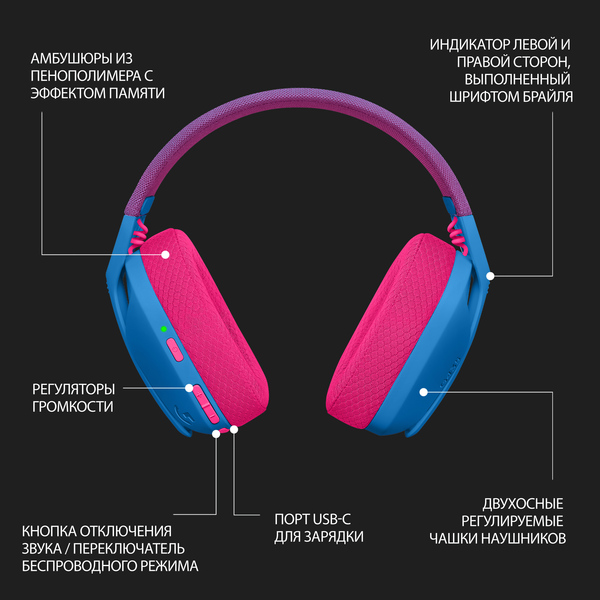 АМБУШЮРЫ ИЗ
ПЕНОПОЛИМЕРА С
ЭФФЕКТОМ ПАМЯТИ
ИНДИКАТОР ЛЕВОЙ И
ПРАВОЙ СТОРОН,
ВЫПОЛНЕННЫЙ
ШРИФТОМ БРАЙЛЯ
РЕГУЛЯТОРЫ
ГРОМКОСТИ
КНОПКА ОТКЛЮЧЕНИЯ
ЗВУКА / ПЕРЕКЛЮЧАТЕЛЬ
БЕСПРОВОДНОГО РЕЖИМА
ПОРТ USB-C
ДЛЯ ЗАРЯДКИ
ДВУХОСНЫЕ
РЕГУЛИРУЕМЫЕ
ЧАШКИ НАУШНИКОВ